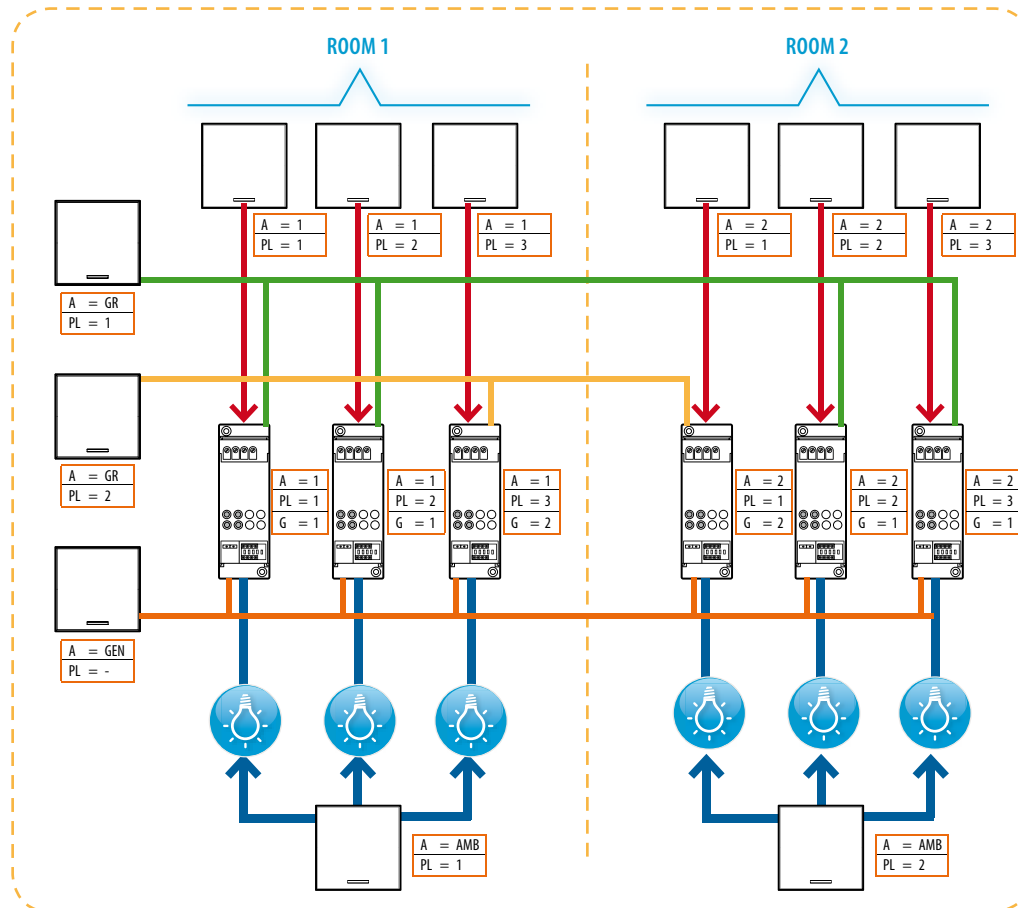 ROOM 1
ROOM 2
A = 1
PL = 1
A = 1
PL = 2
A = 1
PL = 3
A = 2
PL = 1
A = 2
PL = 2
A = 2
PL = 3
A = GR
PL = 1
A = GR
PL = 2
A = 1
PL = 1
G = 1
A = 1
PL = 2
G = 1
A = 1
PL = 3
G = 2
A = 2
PL = 1
G = 2
A = 2
PL = 2
G = 1
A = 2
PL = 3
G = 1
A = GEN
PL = -
A = AMB
PL = 1
A = AMB
PL = 2